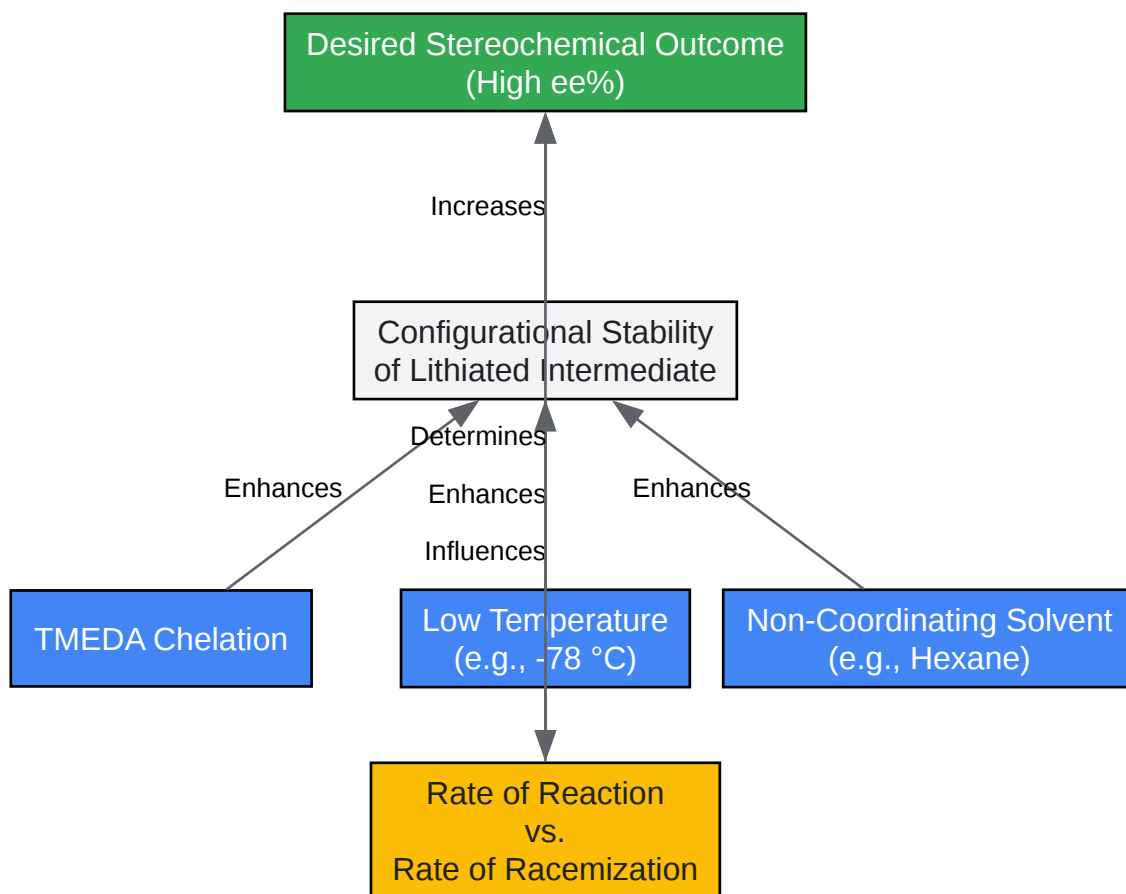 Desired Stereochemical Outcome
(High ee%)
Increases
Configurational Stability
of Lithiated Intermediate
Determines
Enhances
Enhances
Enhances
Influences
TMEDA Chelation
Low Temperature
(e.g., -78 °C)
Non-Coordinating Solvent
(e.g., Hexane)
Rate of Reaction
vs.
Rate of Racemization